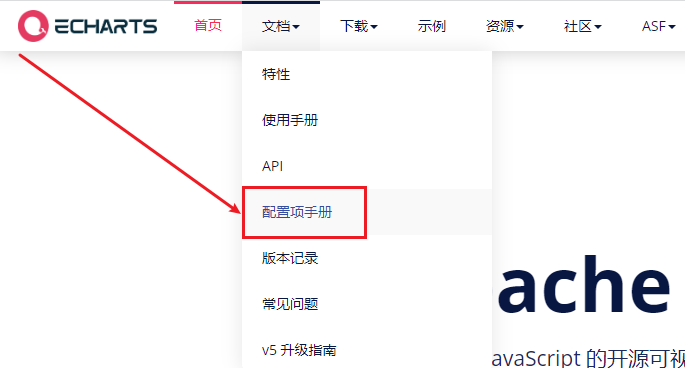 ECHARTS 首页 文档 下载 示例 资源 社区 ASF
特性
使用手册
API
配置项手册
版本记录
常见问题
v5 升级指南
ache
avaScript 的开源可视